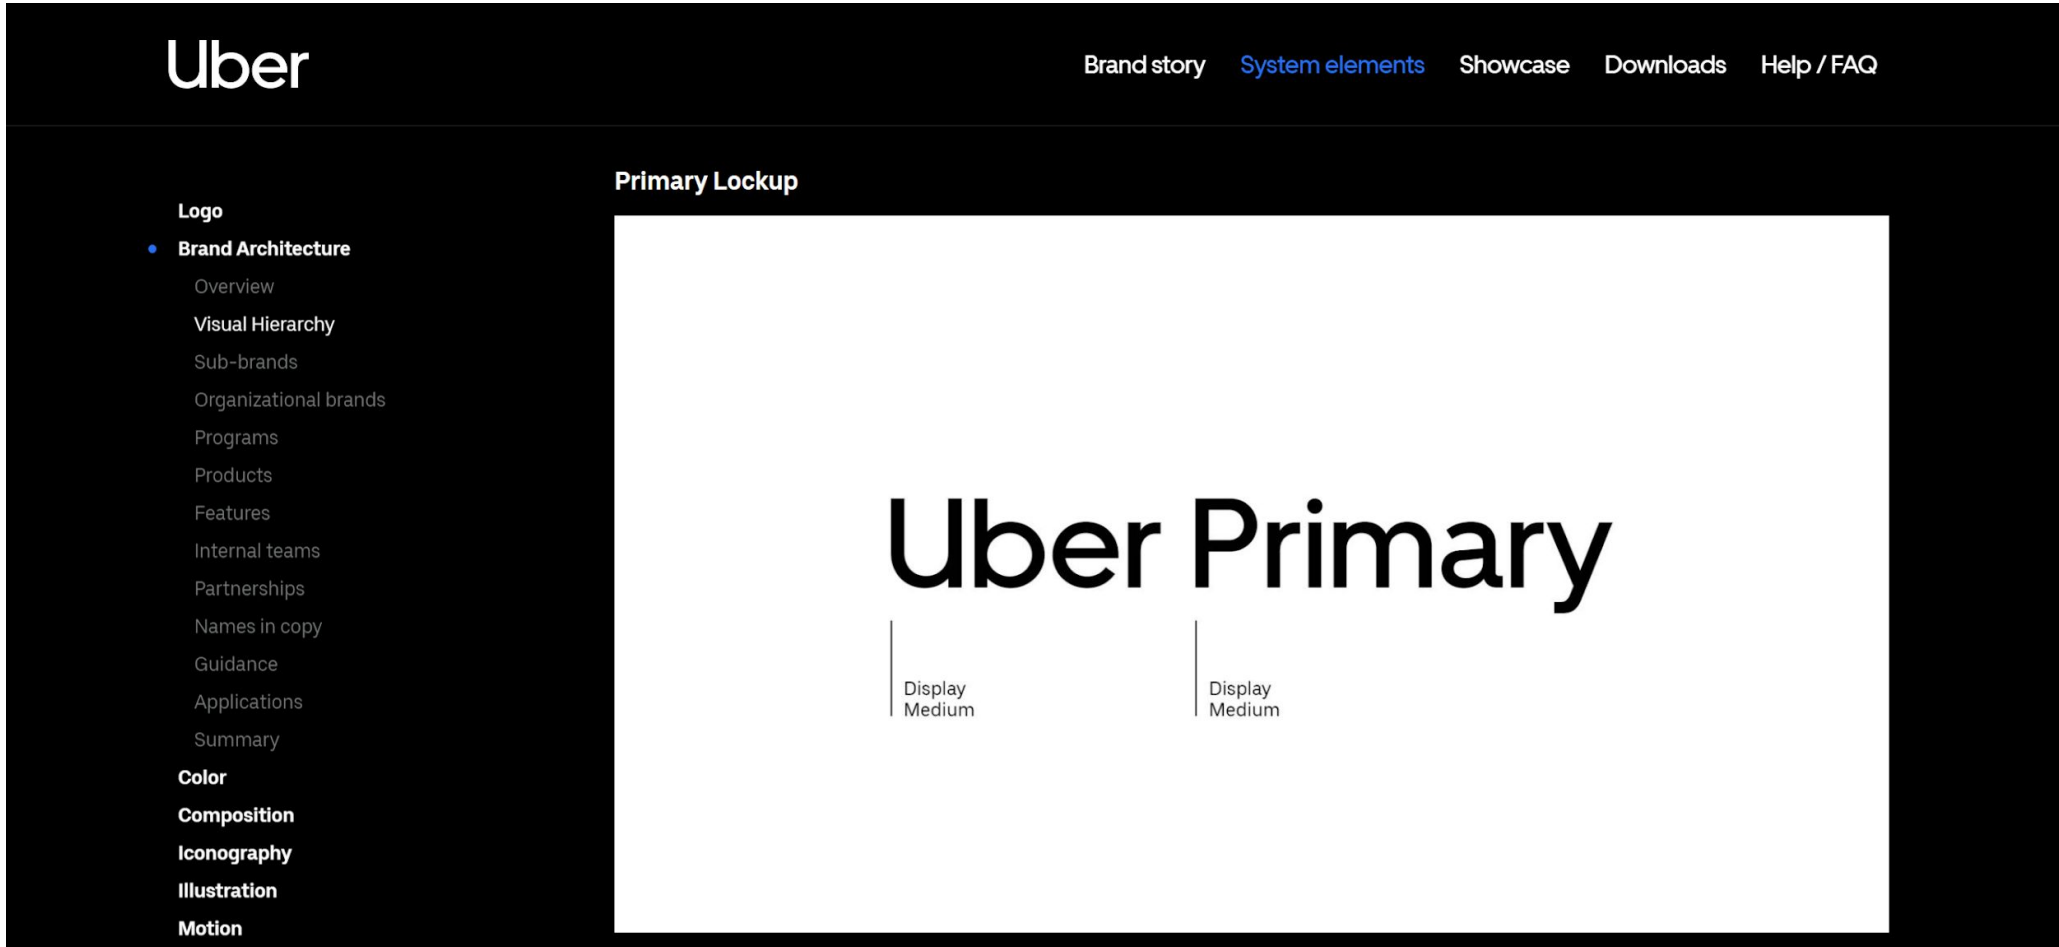 Uber
Brand story System elements Showcase Downloads Help / FAQ
Logo
Brand Architecture
Overview
Visual Hierarchy
Sub-brands
Organizational brands
Programs
Products
Features
Internal teams
Partnerships
Names in copy
Guidance
Applications
Summary
Color
Composition
Iconography
Illustration
Motion
Primary Lockup
Uber Primary
Display
Medium
Display
Medium